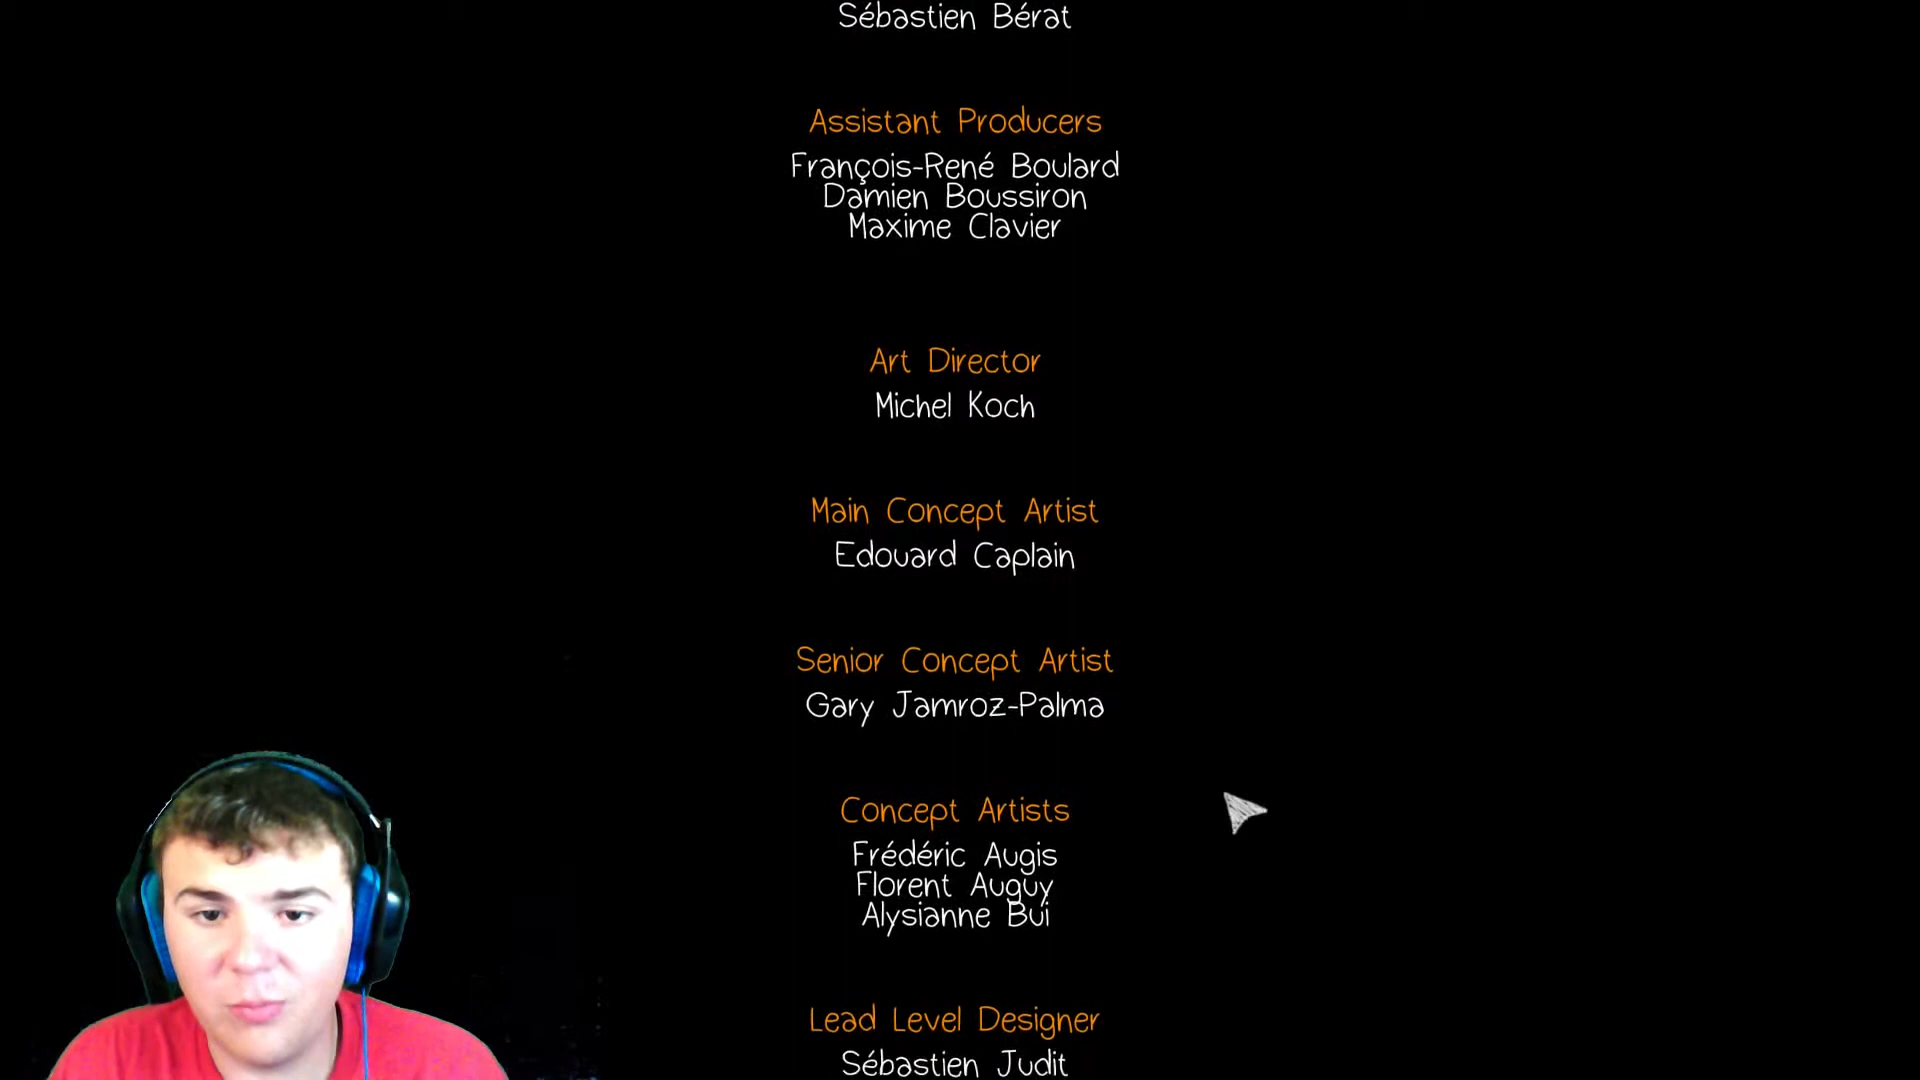 Sébastien Bérat
Assistant Producers
François-René Boulard
Damien Boussiron
Maxime Clavier
Art Director
Michel Koch
Main Concept Artist
Edouard Caplain
Senior Concept Artist
Gary Jamroz-Palma
Concept Artists
Frédéric Augis
Florent Auguy
Alysianne Bui
Lead Level Designer
Sébastien Judit